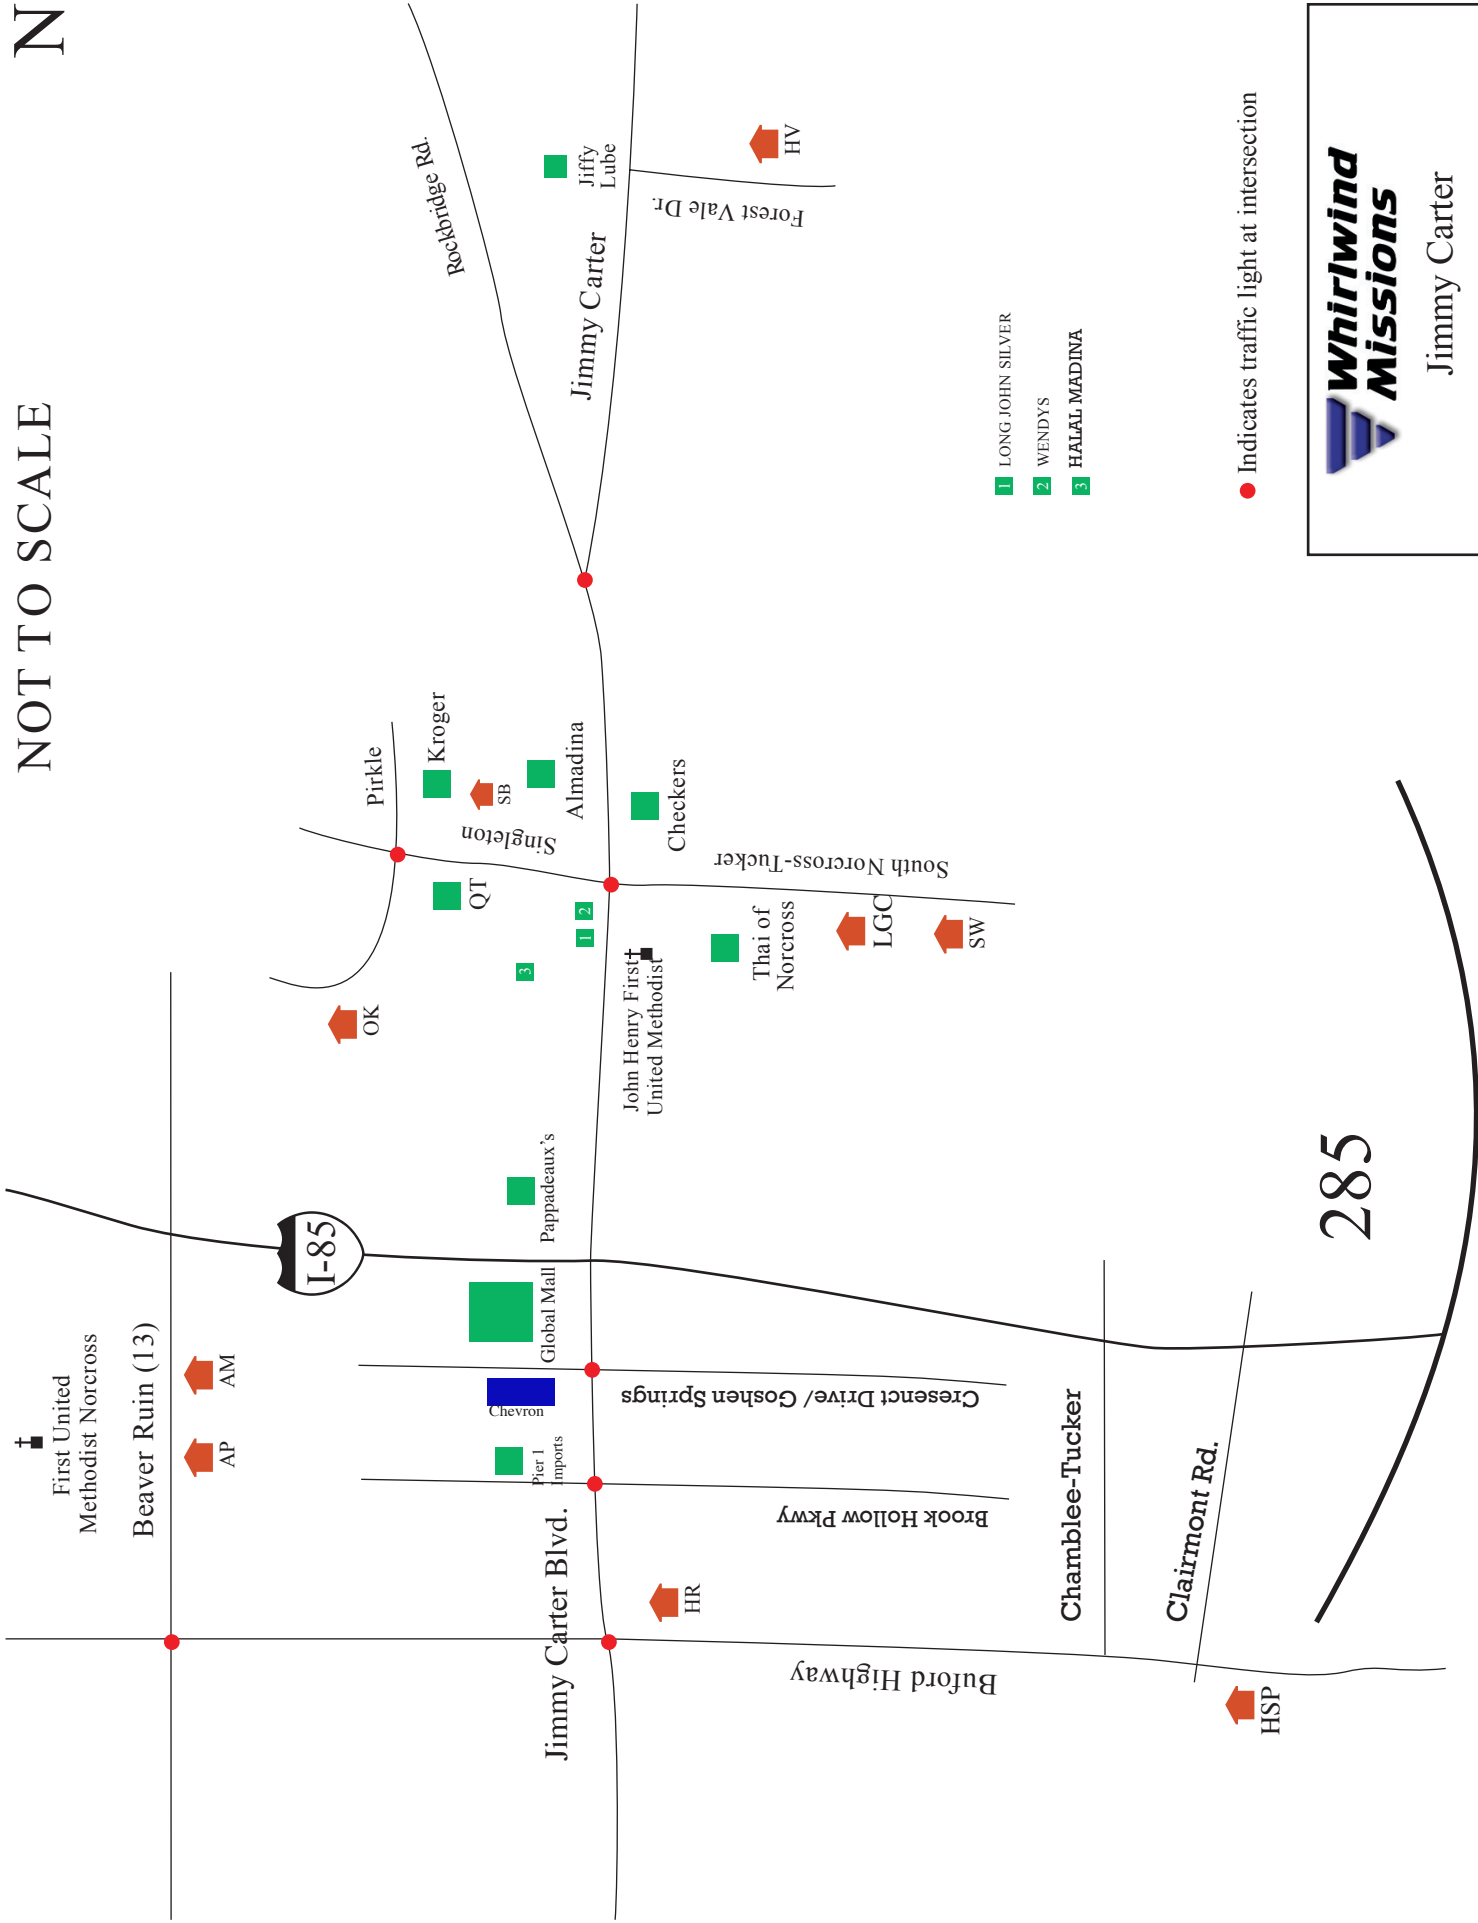 N
NOT TO SCALE
First United
Methodist Norcross
Beaver Ruin (13)
AP
AM
I-85
Rockbridge Rd.
Pirkle
OK
Kroger
QT
SB
Singleton
Almadina
3
1
2
Jiffy
Lube
Jimmy Carter
Pappadeaux's
Global Mall
Chevron
Pier 1
Imports
Jimmy Carter Blvd.
Checkers
John Henry First
United Methodist
Forest Vale Dr.
HV
HR
Cresenct Drive/ Goshen Springs
Brook Hollow Pkwy
South Norcross-Tucker
Thai of
Norcross
LGC
SW
Buford Highway
Chamblee-Tucker
Clairmont Rd.
HSP
285
1 LONG JOHN SILVER
2 WENDYS
3 HALAL MADINA
Indicates traffic light at intersection
Whirlwind
Missions
Jimmy Carter